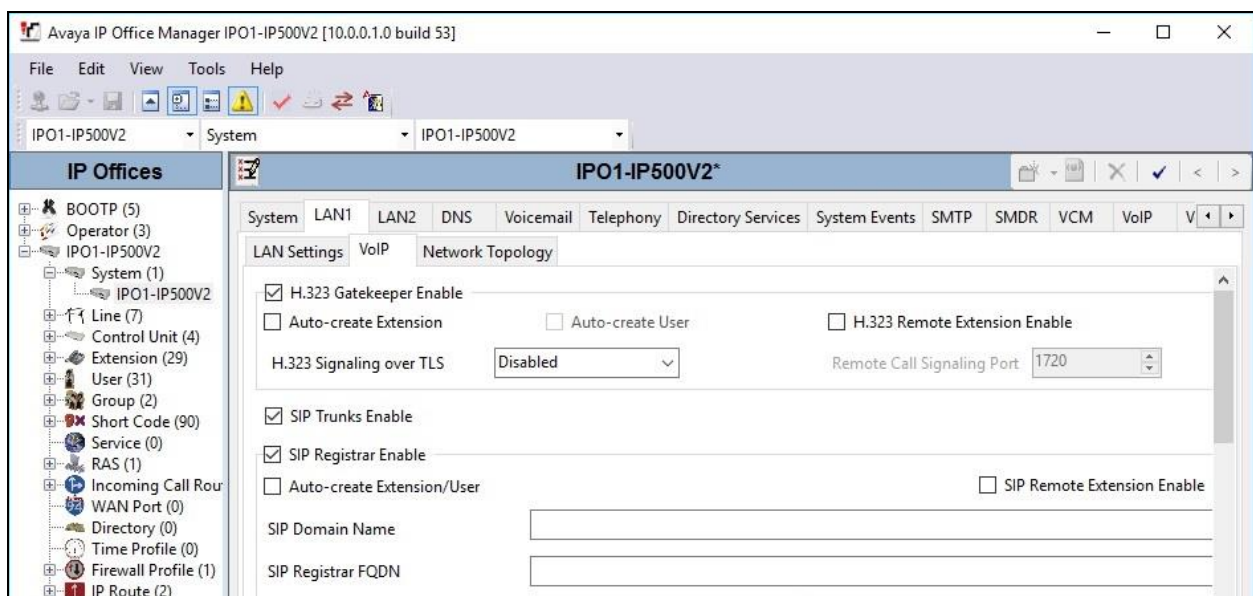 Avaya IP Office Manager IPO1-IP500V2 [10.0.0.1.0 build 53]
File Edit View Tools Help
IPO1-IP500V2 System IPO1-IP500V2
IP Offices
BOOTP (5)
Operator (3)
IPO1-IP500V2
System (1)
IPO1-IP500V2
Line (7)
Control Unit (4)
Extension (29)
User (31)
Group (2)
Short Code (90)
Service (0)
RAS (1)
Incoming Call Rou
WAN Port (0)
Directory (0)
Time Profile (0)
Firewall Profile (1)
IP Route (2)
IPO1-IP500V2*
System LAN1 LAN2 DNS Voicemail Telephony Directory Services System Events SMTP SMDR VCM VoIP V
LAN Settings VoIP Network Topology
H.323 Gatekeeper Enable
Auto-create Extension Auto-create User H.323 Remote Extension Enable
H.323 Signaling over TLS Disabled Remote Call Signaling Port 1720
SIP Trunks Enable
SIP Registrar Enable
Auto-create Extension/User SIP Remote Extension Enable
SIP Domain Name
SIP Registrar FQDN